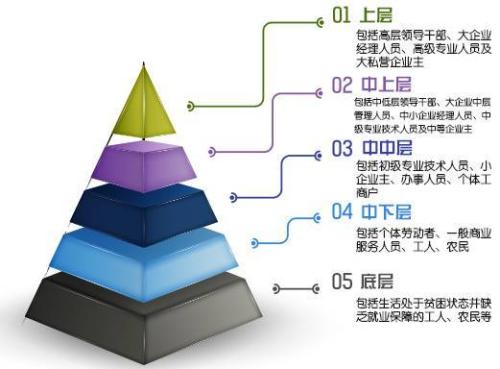 01 上层
包括高层领导干部、大企业
经理人员、高级专业人员及
大私营企业主
02 中上层
包括中低层领导干部、大企业中层
管理人员、中小企业经理人员、中
级专业技术人员及中等企业主
03 中中层
包括初级专业技术人员、小
企业主、办事人员、个体工
商户
04 中下层
包括个体劳动者、一般商业
服务人员、工人、农民
05 底层
包括生活处于贫困状态并缺
乏就业保障的工人、农民等